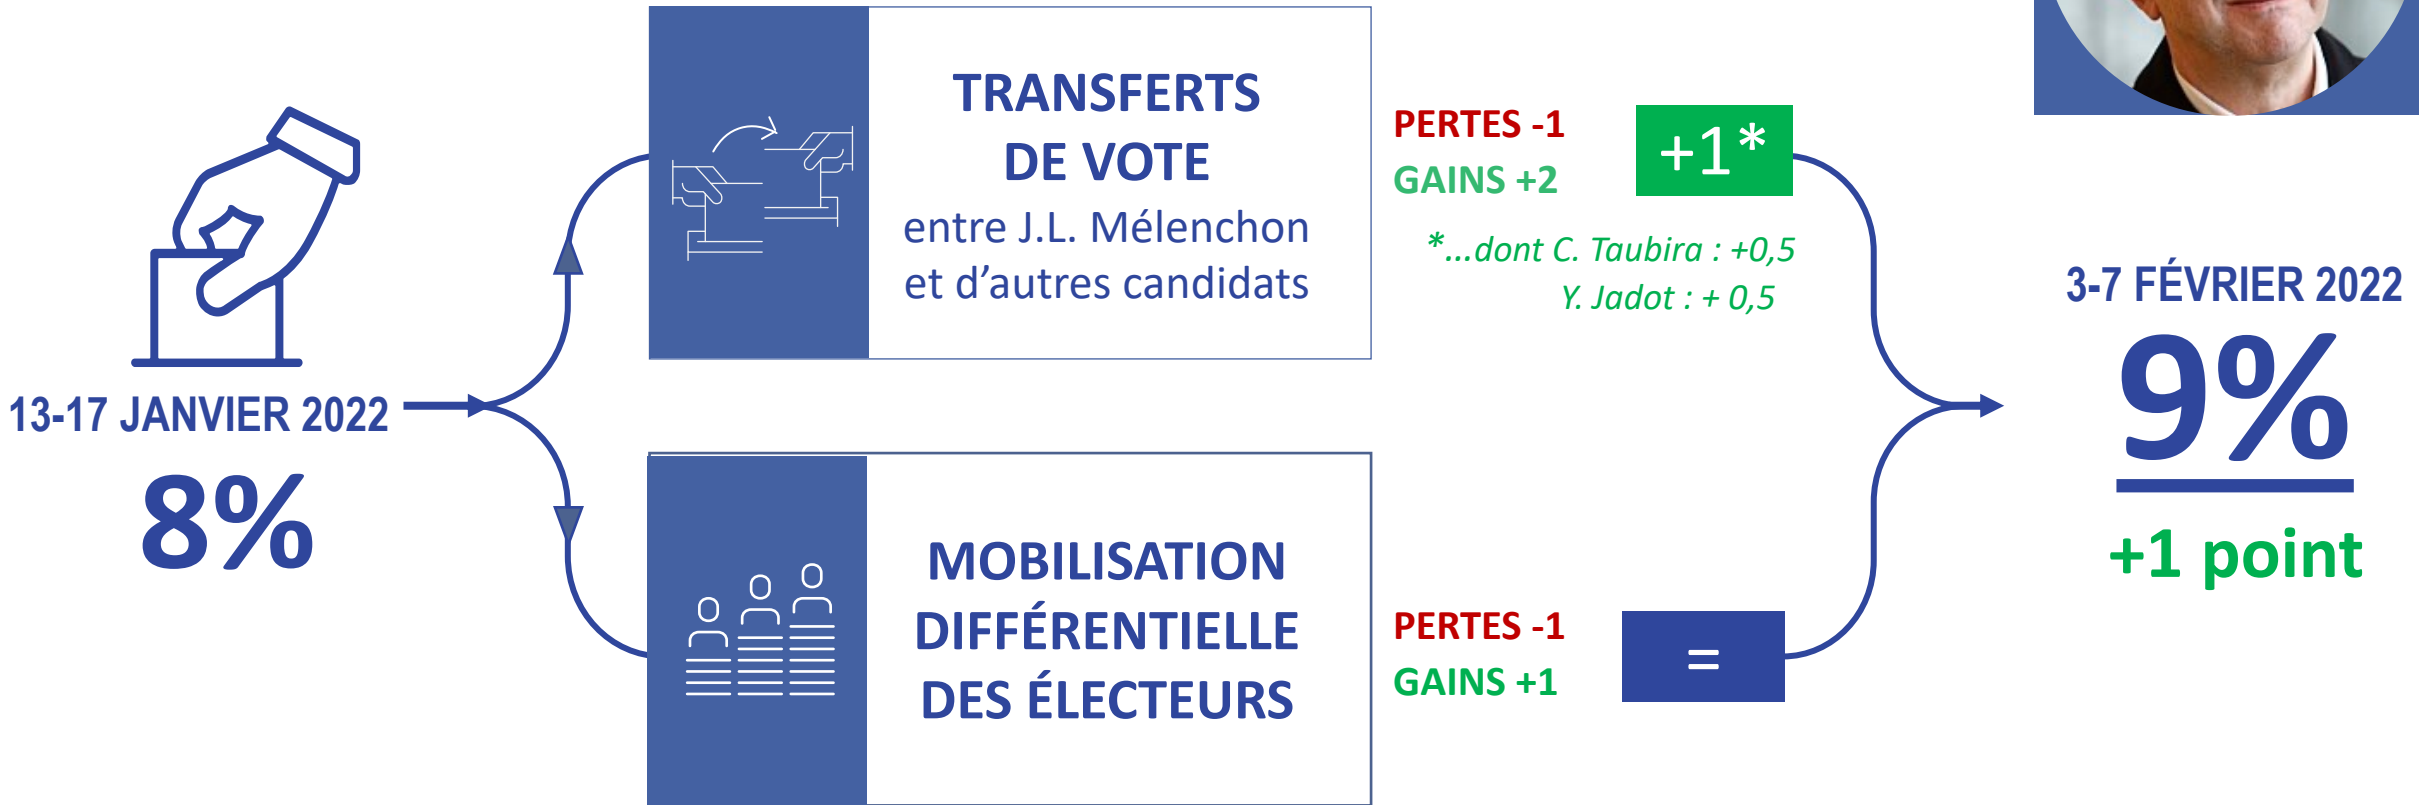 13-17 JANVIER 2022
8%
TRANSFERTS
DE VOTE
entre J.L. Mélenchon
et d’autres candidats
PERTES -1
GAINS +2
+1*
*...dont C. Taubira : +0,5
Y. Jadot : + 0,5
MOBILISATION
DIFFÉRENTIELLE
DES ÉLECTEURS
PERTES -1
GAINS +1
=
3-7 FÉVRIER 2022
9%
+1 point